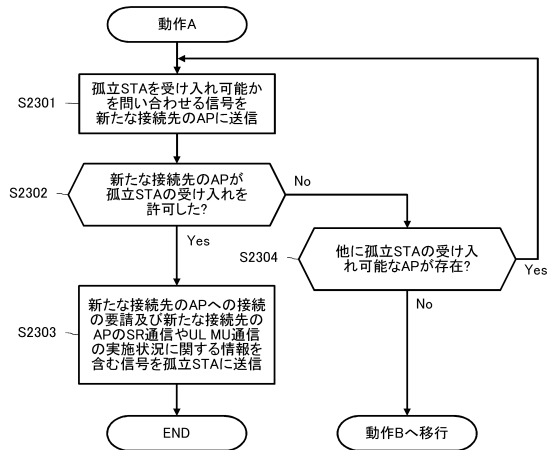 動作A
S2301
孤立STAを受け入れ可能か
を問い合わせる信号を
新たな接続先のAPに送信
S2302
新たな接続先のAPが
孤立STAの受け入れを
許可した?
No
Yes
S2304
他に孤立STAの受け入
れ可能なAPが存在?
Yes
No
S2303
新たな接続先のAPへの接続
の要請及び新たな接続先の
APのSR通信やUL MU通信
の実施状況に関する情報を
含む信号を孤立STAに送信
END
動作Bへ移行